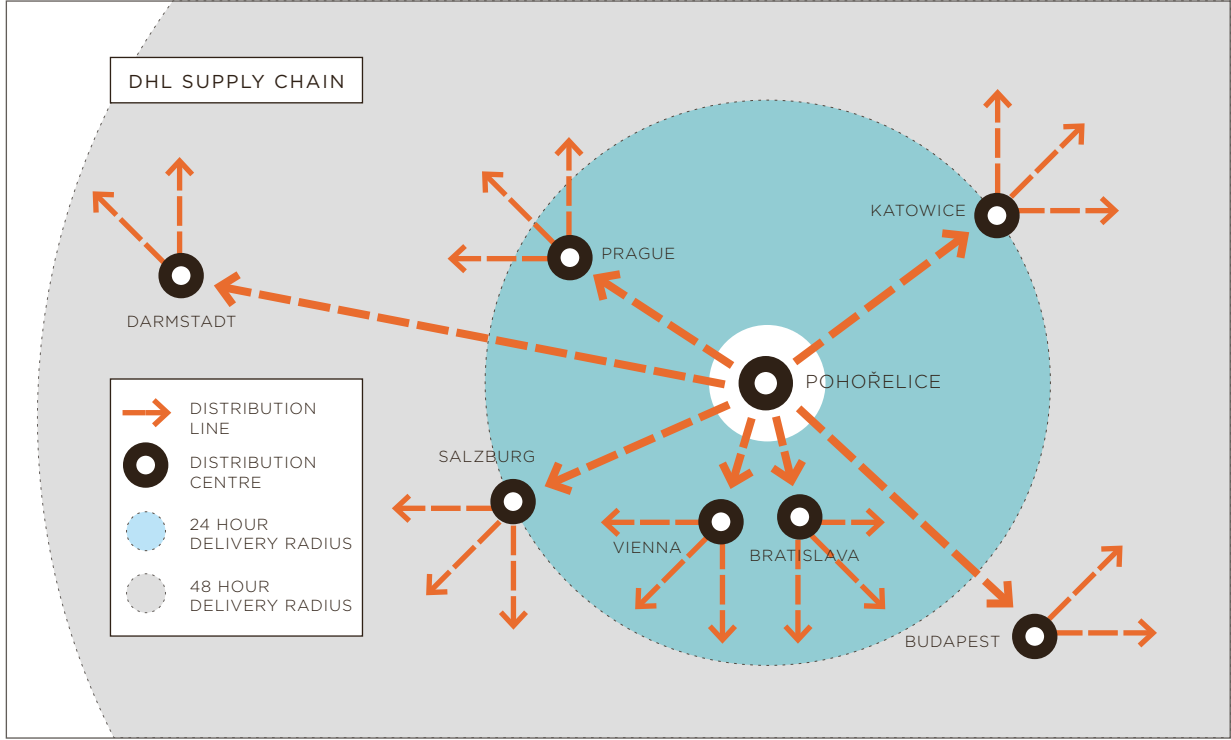 DHL SUPPLY CHAIN
KATOWICE
PRAGUE
DARMSTADT
POHOŘELICE
SALZBURG
VIENNA
BRATISLAVA
BUDAPEST
DISTRIBUTION
LINE
DISTRIBUTION
CENTRE
24 HOUR
DELIVERY RADIUS
48 HOUR
DELIVERY RADIUS